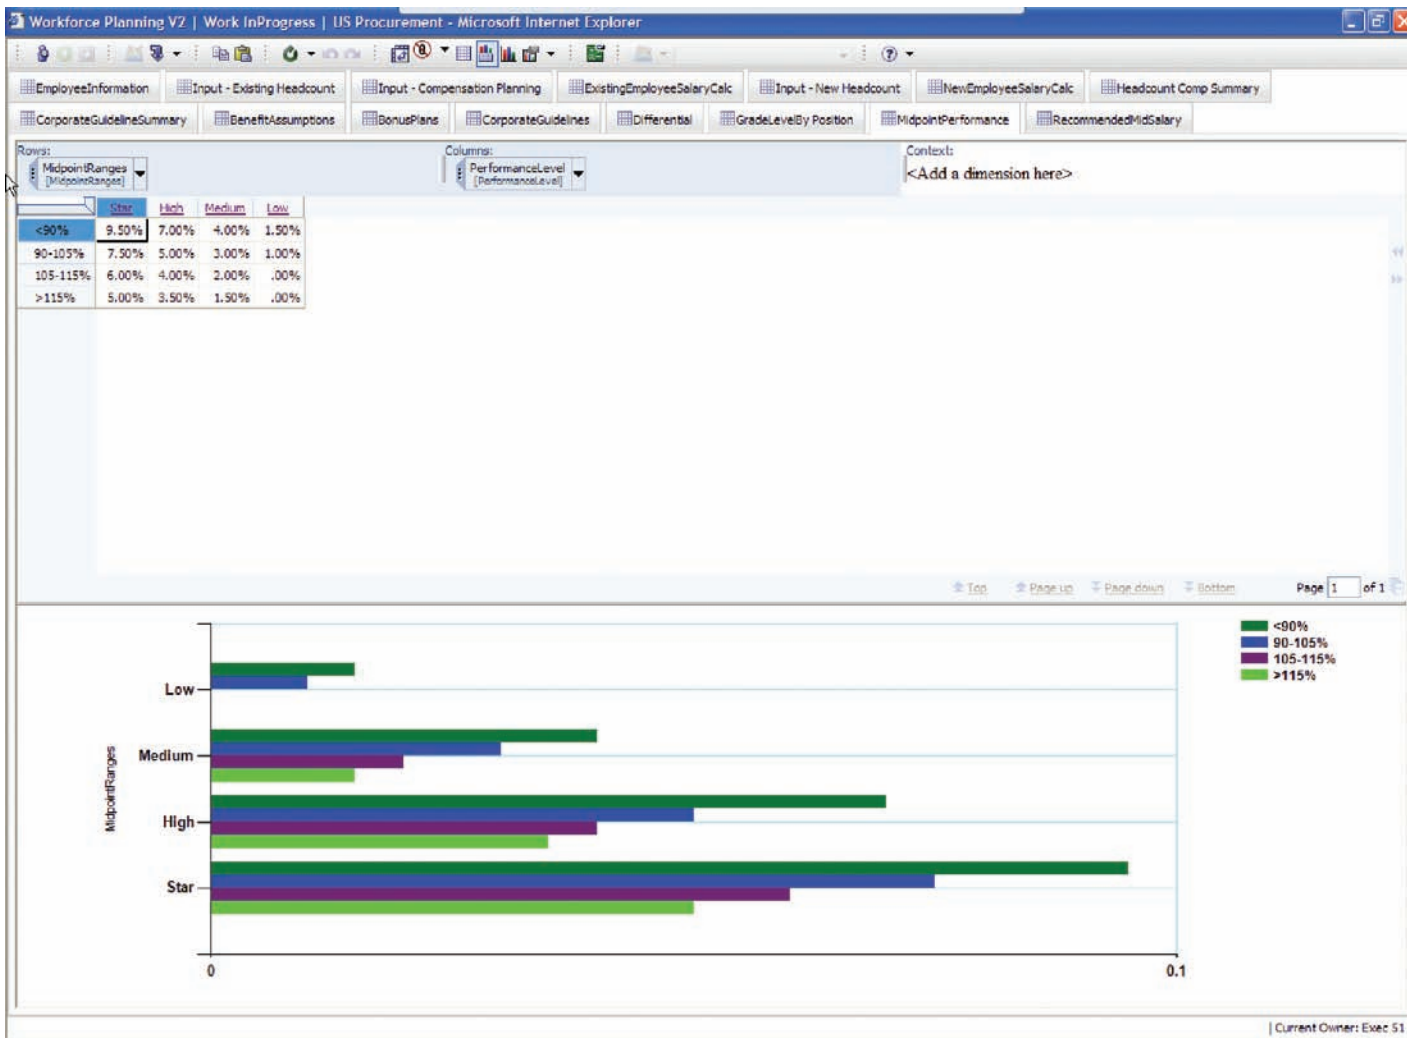 Workforce Planning V2 | Work InProgress | US Procurement - Microsoft Internet Explorer
EmployeeInformation Input - Existing Headcount Input - Compensation Planning ExistingEmployeeSalaryCalc Input - New Headcount NewEmployeeSalaryCalc Headcount Comp Summary
CorporateGuidelineSummary BenefitAssumptions BonusPlans CorporateGuidelines Differential GradeLevelBy Position MidpointPerformance RecommendedMidSalary
Rows: Columns: Context:
MidpointRanges PerformanceLevel <Add a dimension here>
[MidpointRanges] [PerformanceLevel]
Star High Medium Low
<90% 9.50% 7.00% 4.00% 1.50%
90-105% 7.50% 5.00% 3.00% 1.00%
105-115% 6.00% 4.00% 2.00% .00%
>115% 5.00% 3.50% 1.50% .00%
Top Page up Page down Bottom Page 1 of 1
<90%
90-105%
105-115%
>115%
Low
Medium
High
Star
MidpointRanges
0 0.1
Current Owner: Exec 51